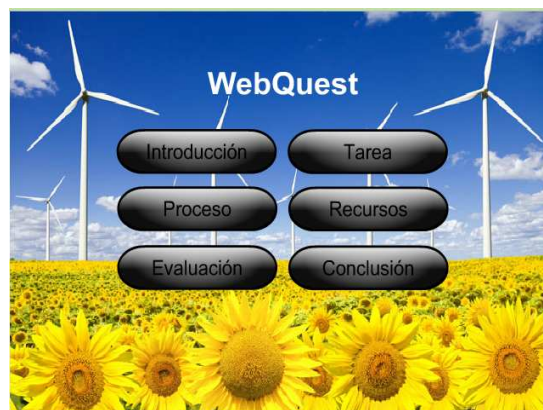 WebQuest
Introducción
Tarea
Proceso
Recursos
Evaluación
Conclusión